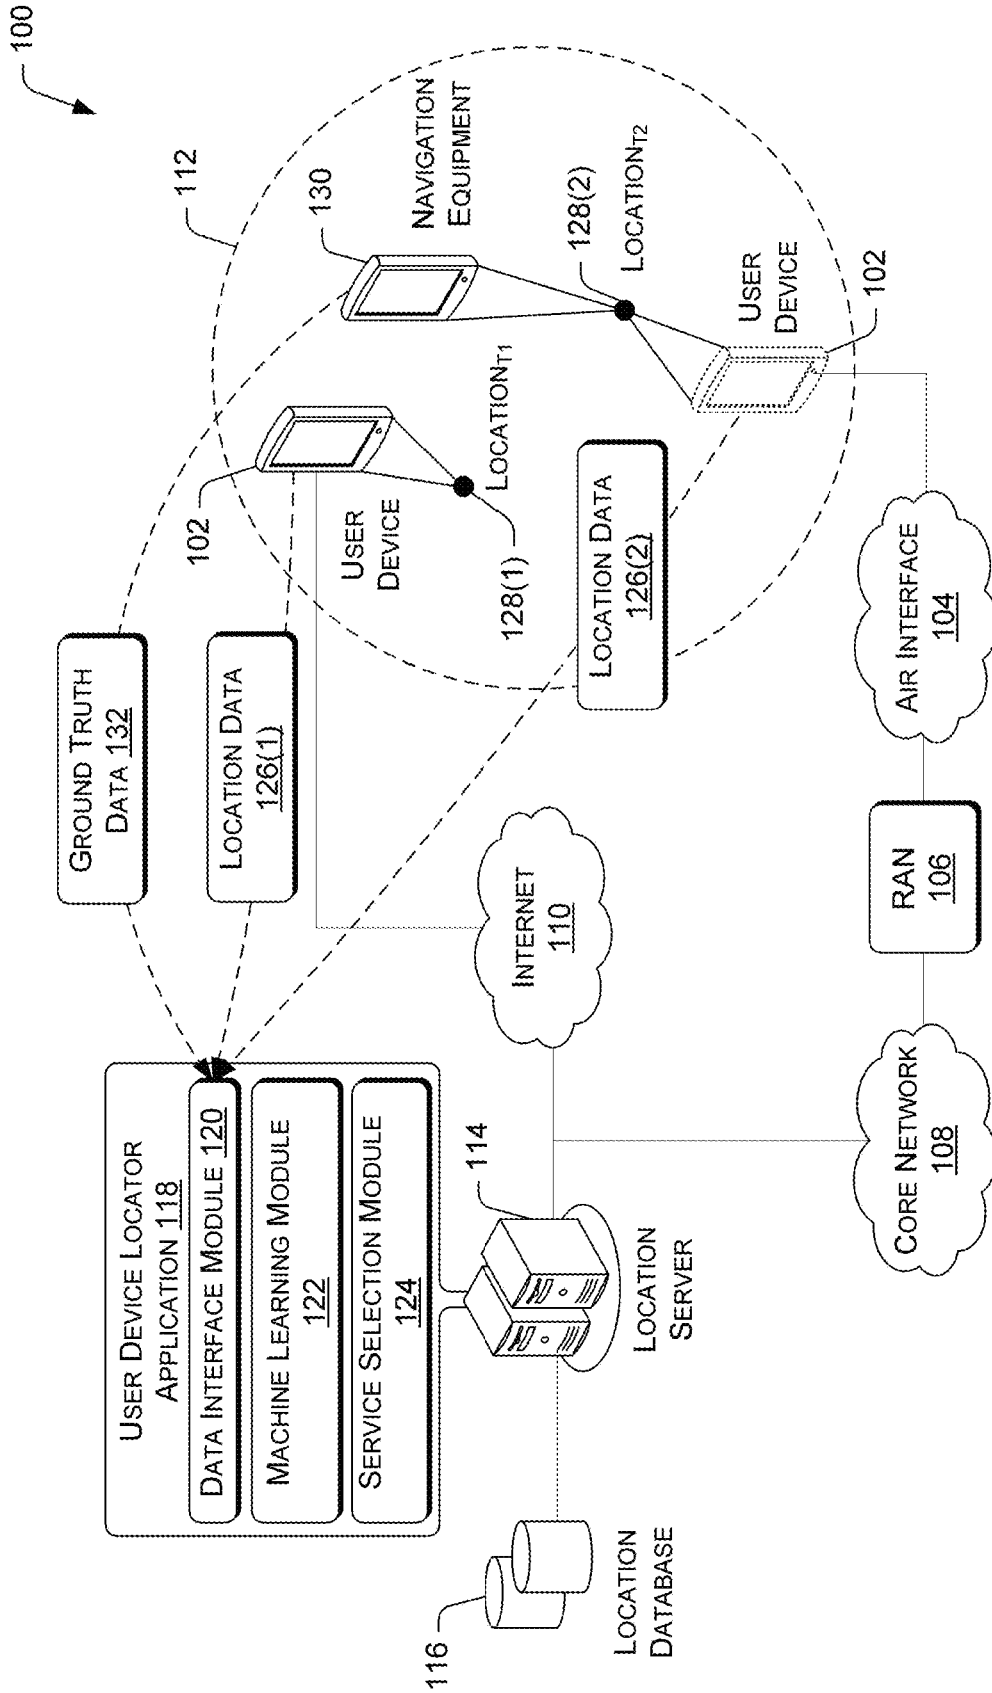 100
112
GROUND TRUTH
DATA 132
LOCATION DATA
126(1)
USER DEVICE LOCATOR
APPLICATION 118
DATA INTERFACE MODULE 120
MACHINE LEARNING MODULE
122
SERVICE SELECTION MODULE
124
102
USER
DEVICE
128(1)
LOCATIONT1
130
NAVIGATION
EQUIPMENT
128(2)
LOCATIONT2
USER
DEVICE
102
LOCATION DATA
126(2)
INTERNET
110
114
LOCATION
SERVER
116
LOCATION
DATABASE
CORE NETWORK
108
RAN
106
AIR INTERFACE
104